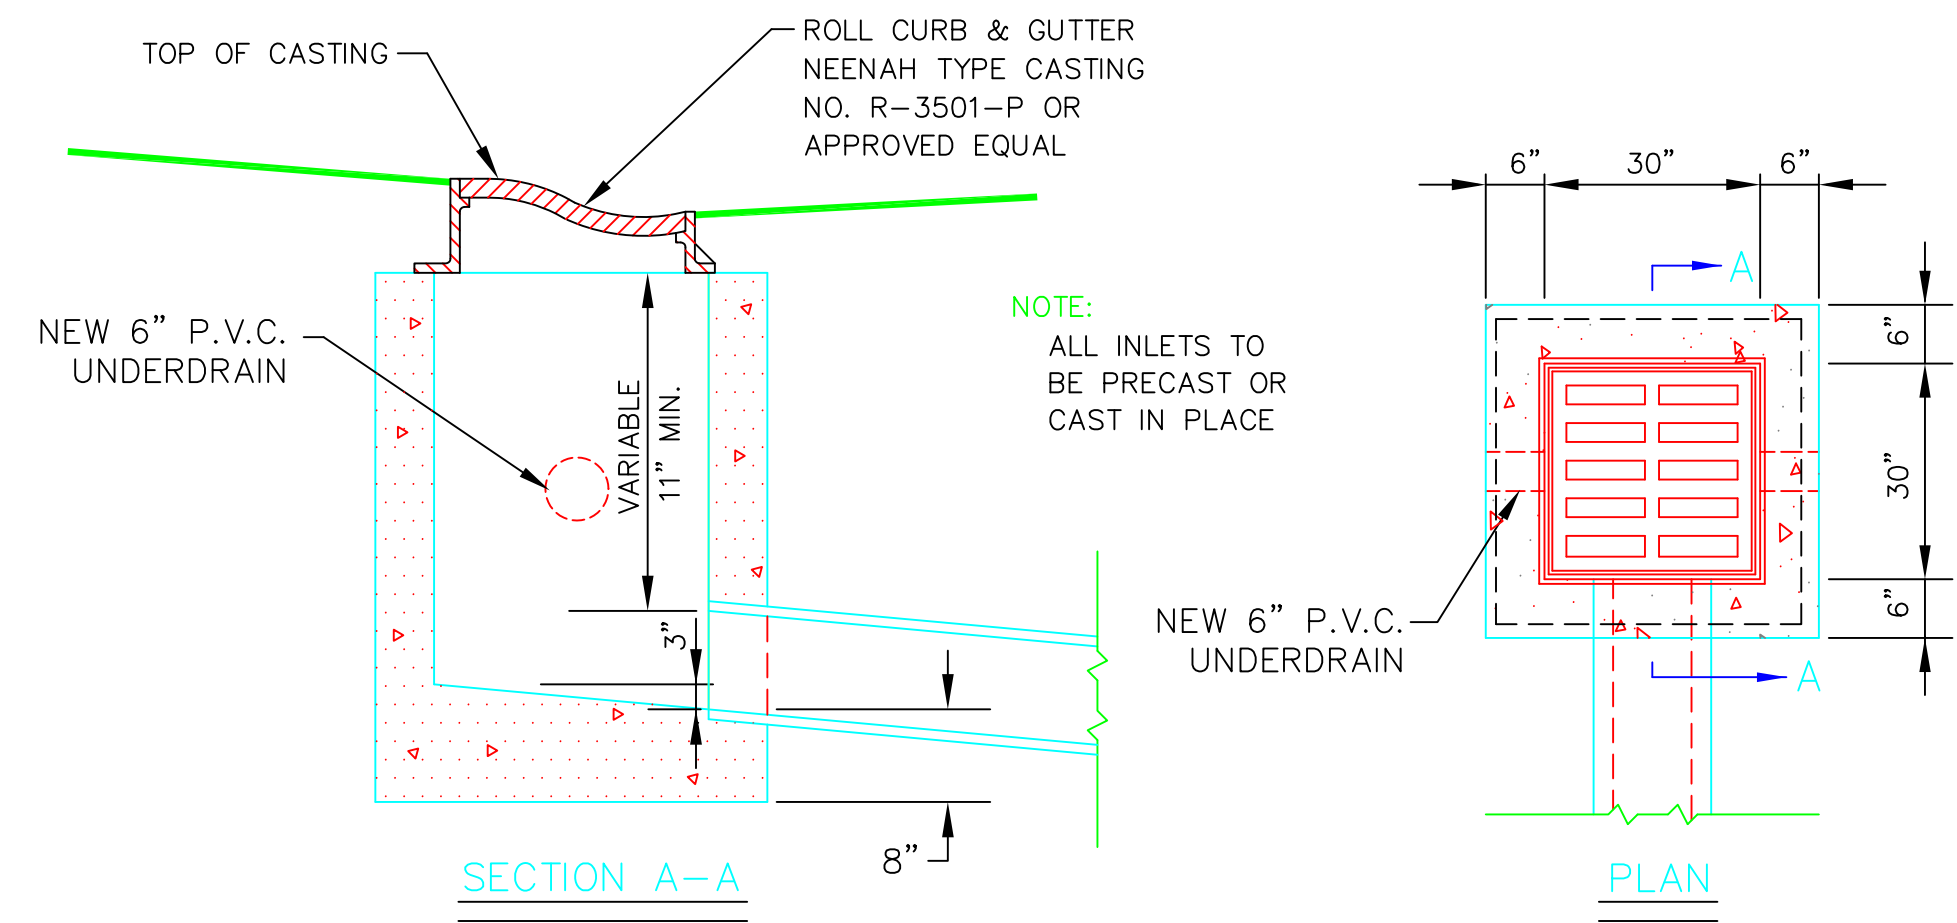 TOP OF CASTING
ROLL CURB & GUTTER
NEENAH TYPE CASTING
NO. R-3501-P OR
APPROVED EQUAL
NEW 6" P.V.C.
UNDERDRAIN
VARIABLE
11" MIN.
3"
8"
SECTION A-A
NOTE:
ALL INLETS TO
BE PRECAST OR
CAST IN PLACE
6"
30"
6"
A
6"
30"
6"
NEW 6" P.V.C.
UNDERDRAIN
A
PLAN